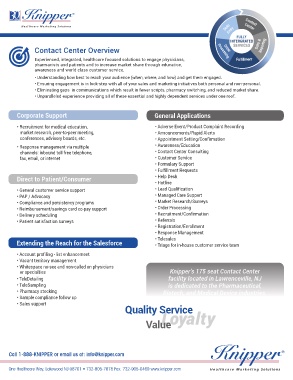 Knipper
Healthcare Marketing Solutions
FULLY
INTEGRATED
SERVICES
Fulfillment
Contact Center Overview
Experienced, integrated, healthcare focused solutions to engage physicians,
pharmacists and patients and to increase market share through education,
awareness and world class customer service.
• Understanding how best to reach your audience (when, where, and how) and get them engaged.
• Ensuring engagement is in lockstep with all of your sales and marketing initiatives both personal and non-personal.
• Eliminating gaps in communications which result in fewer scripts, pharmacy switching, and reduced market share
• Unparalleled experience providing all of these essential and highly dependent services under one roof.
Corporate Support
• Recruitment for medical education,
market research, peer-to-peer meeting,
conferences, advisory boards, etc.
• Response management via multiple
channels: inbound toll free telephone,
fax, email, or internet
Direct to Patient/Consumer
• General customer service support
• PAP / Advocacy
• Compliance and persistency programs
• Reimbursement/savings card co-pay support
• Delivery scheduling
• Patient satisfaction surveys
Extending the Reach for the Salesforce
• Account profiling - list enhancement
• Vacant territory management
• Whitespace: no see and non-called on physicians
or specialties
• TeleDetailing
• TeleSampling
• Pharmacy stocking
• Sample compliance follow up
• Sales support
General Applications
• Adverse Event/Product Complaint Recording
• Announcements/Rapid Alerts
• Appointment Setting/Confirmation
• Awareness/Education
• Contact Center Consulting
• Customer Service
• Formulary Support
• Fulfillment Requests
• Help Desk
• Hotline
• Lead Qualification
• Managed Care Support
• Market Research/Surveys
• Order Processing
• Recruitment/Confirmation
• Referrals
• Registration/Enrollment
• Response Management
• Telesales
• Triage for in-house customer service team
Knipper's 175 seat Contact Center
facility located in Lawrenceville, NJ
is dedicated to the Pharmaceutical
Quality Service
Value
Loyalty
Call 1-888-KNIPPER or email us at: info@knipper.com
One Healthcare Way, Lakewood NJ 08701 • 732-905-7878 Fax: 732-905-0469 www.knipper.com
Knipper
Healthcare Marketing Solutions